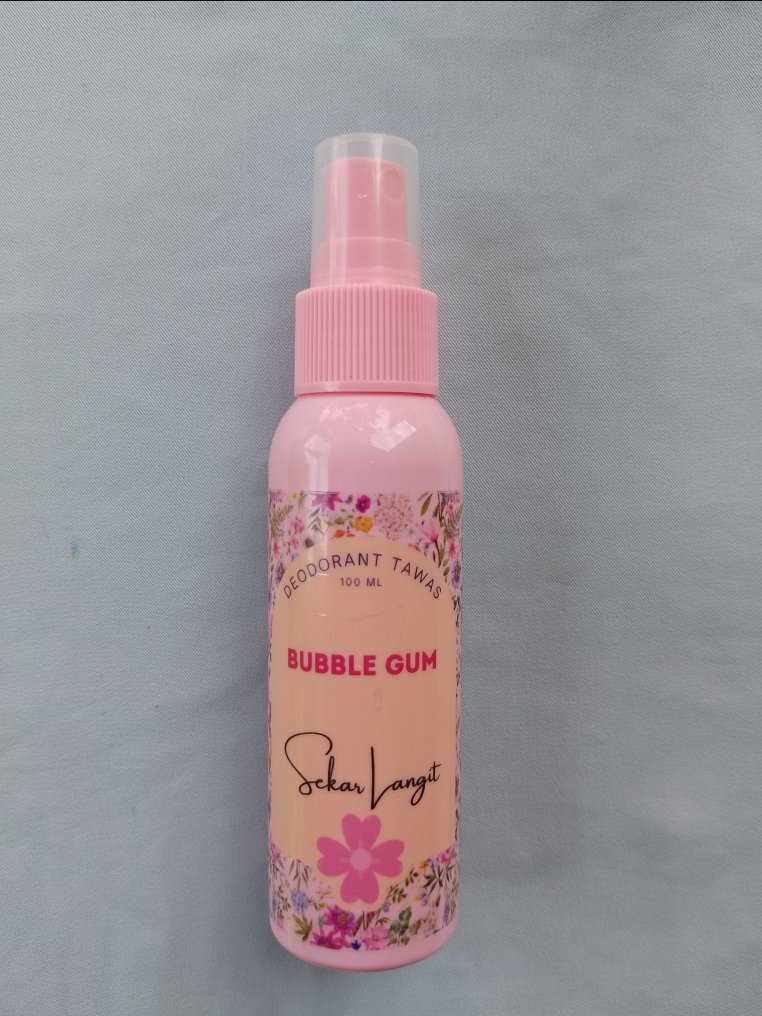 DEODORANT TAWAS
100 ML
BUBBLE GUM
Sekar Langit